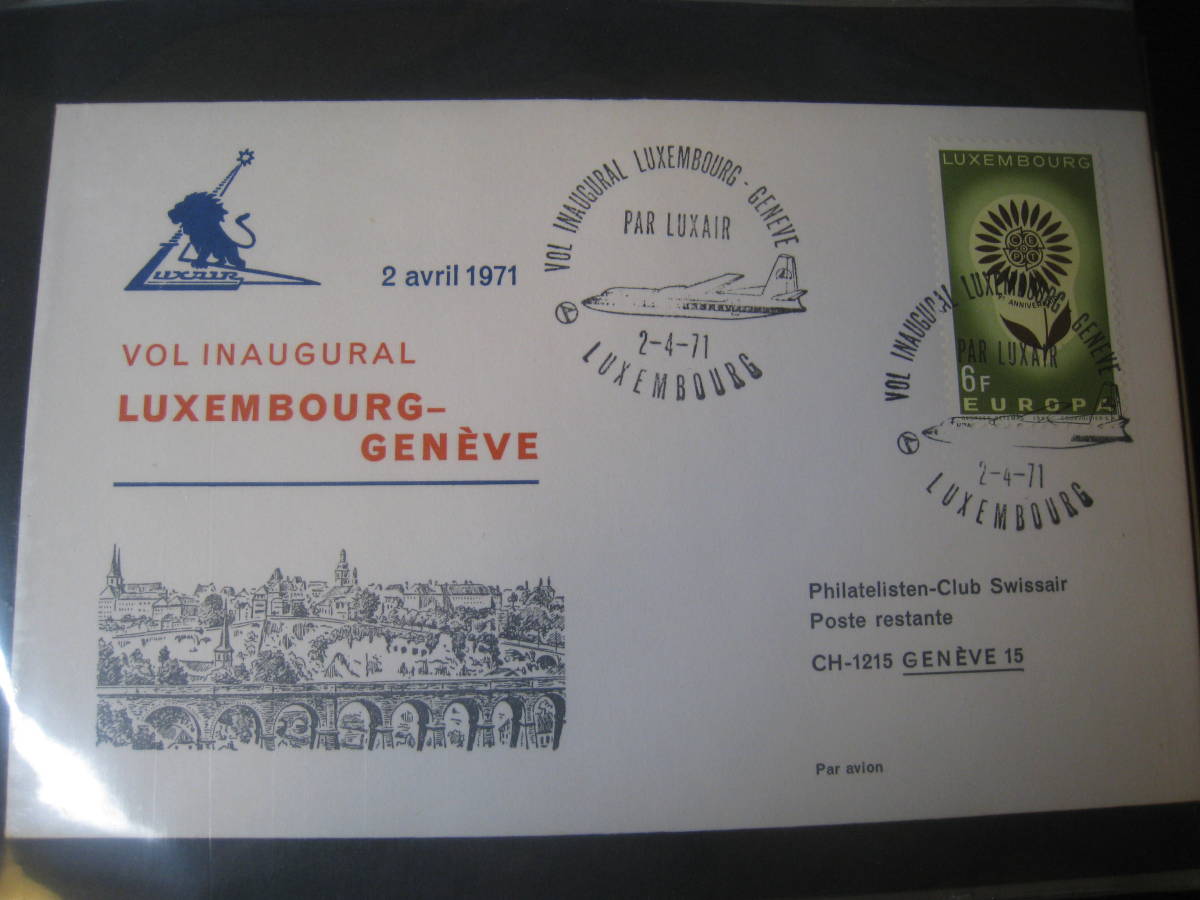 LUXAIR
2 avril 1971
VOL INAUGURAL
LUXEMBOURG-
GENÈVE
VOL INAUGURAL LUXEMBOURG - GENEVE
PAR LUXAIR
2-4-71
LUXEMBOURG
LUXEMBOURG
CEPT
ANNIVERS
6F
EUROPA
VOL INAUGURAL LUXEMBOURG GENEVE
PAR LUXAIR
2-4-71
LUXEMBOURG
Philatelisten-Club Swissair
Poste restante
CH-1215 GENÈVE 15
Par avion